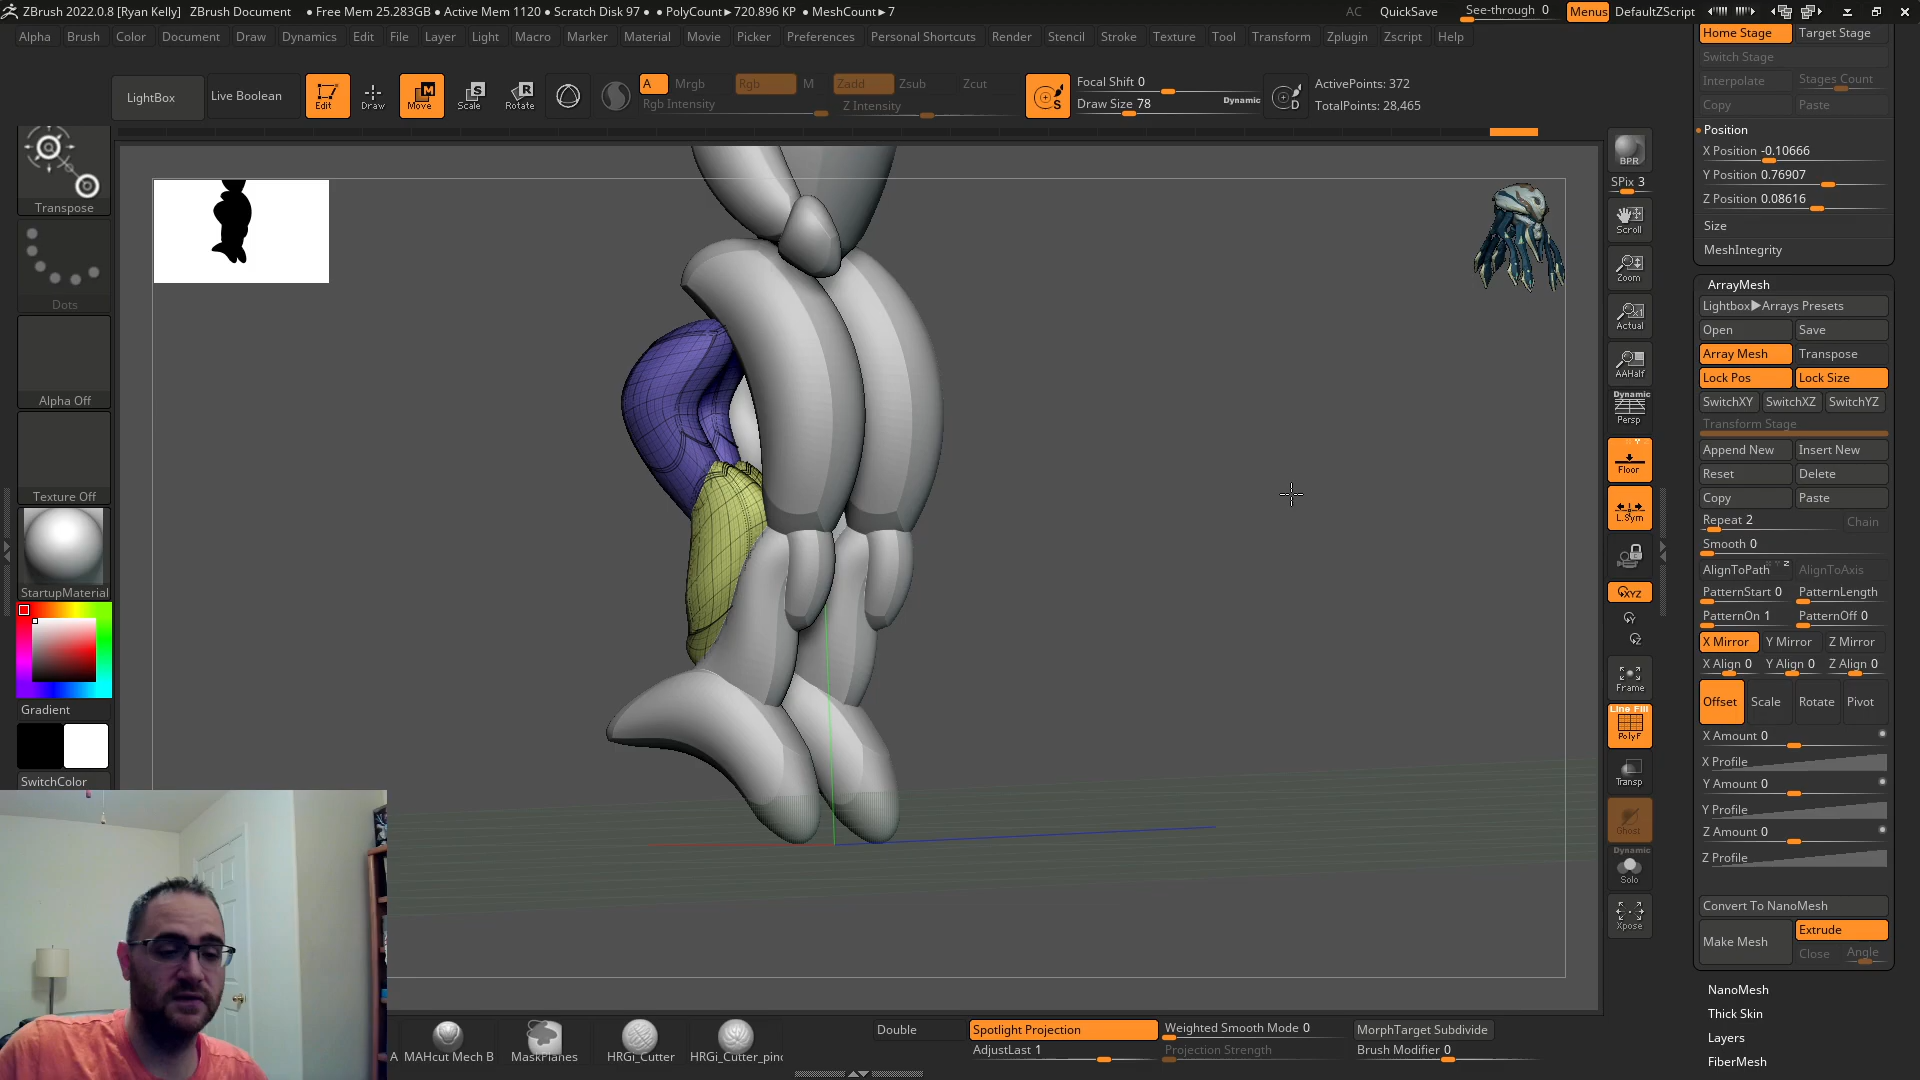 ZBrush 2022.0.8 [Ryan Kelly] ZBrush Document • Free Mem 25.283GB • Active Mem 1120 • Scratch Disk 97 • • PolyCount▶720.896 KP • MeshCount▶7 AC QuickSave See-through 0 Menus DefaultZScript
Alpha Brush Color Document Draw Dynamics Edit File Layer Light Macro Marker Material Movie Picker Preferences Personal Shortcuts Render Stencil Stroke Texture Tool Transform Zplugin Zscript Help
LightBox
Live Boolean
Edit
Draw
Move
Scale
Rotate
A Mrgb Rgb M Zadd Zsub Zcut
Rgb Intensity Z Intensity
Focal Shift 0
Draw Size 78 Dynamic
ActivePoints: 372
TotalPoints: 28,465
Transpose
Dots
Alpha Off
Texture Off
StartupMaterial
Gradient
SwitchColor
BPR
SPix 3
Scroll
Zoom
Actual
AAHalf
Dynamic
Persp
Floor
L.Sym
XYZ
Frame
Line Fill
PolyF
Transp
Ghost
Dynamic
Solo
Xpose
Home Stage Target Stage
Switch Stage
Interpolate Stages Count
Copy Paste
Position
X Position -0.10666
Y Position 0.76907
Z Position 0.08616
Size
MeshIntegrity
ArrayMesh
Lightbox▶Arrays Presets
Open Save
Array Mesh Transpose
Lock Pos Lock Size
SwitchXY SwitchXZ SwitchYZ
Transform Stage
Append New Insert New
Reset Delete
Copy Paste
Repeat 2 Chain
Smooth 0
AlignToPath AlignToAxis
PatternStart 0 PatternLength
PatternOn 1 PatternOff 0
X Mirror Y Mirror Z Mirror
X Align 0 Y Align 0 Z Align 0
Offset Scale Rotate Pivot
X Amount 0
X Profile
Y Amount 0
Y Profile
Z Amount 0
Z Profile
Convert To NanoMesh
Make Mesh Extrude
Close Angle
NanoMesh
Thick Skin
Layers
FiberMesh
A MAHcut Mech B MaskPlanes HRGi_Cutter HRGi_Cutter_pinc
Double
Spotlight Projection
AdjustLast 1
Weighted Smooth Mode 0
Projection Strength
MorphTarget Subdivide
Brush Modifier 0